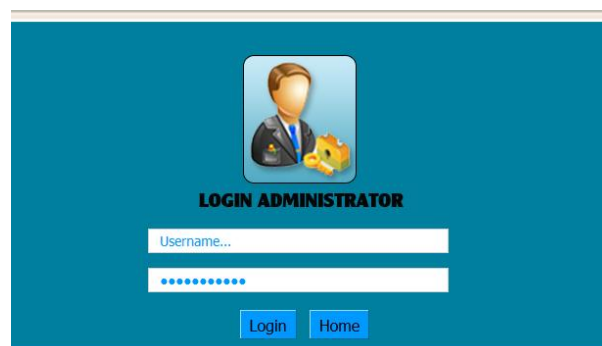 LOGIN ADMINISTRATOR
Username...
●●●●●●●●●●●
Login Home